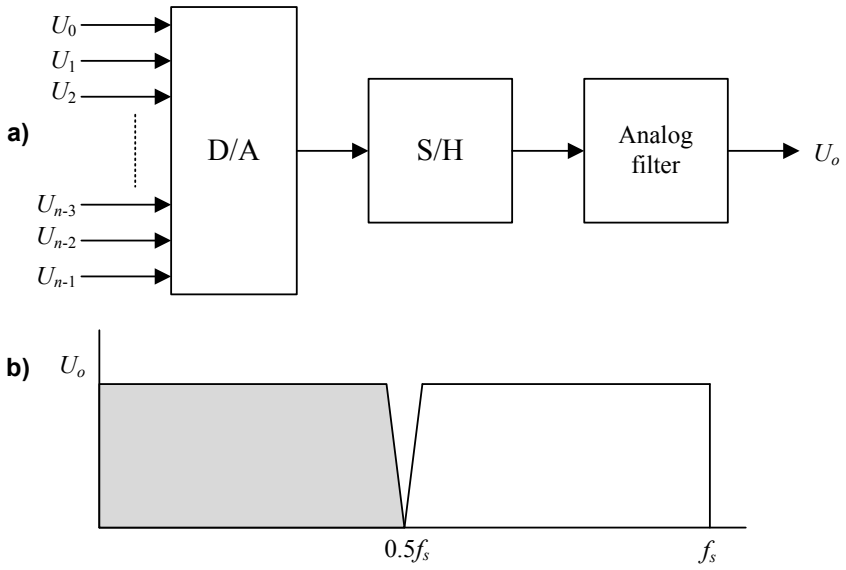 a)
U0
U1
U2
Un-3
Un-2
Un-1
D/A
S/H
Analog
filter
Uo
b)
Uo
0.5fs
fs